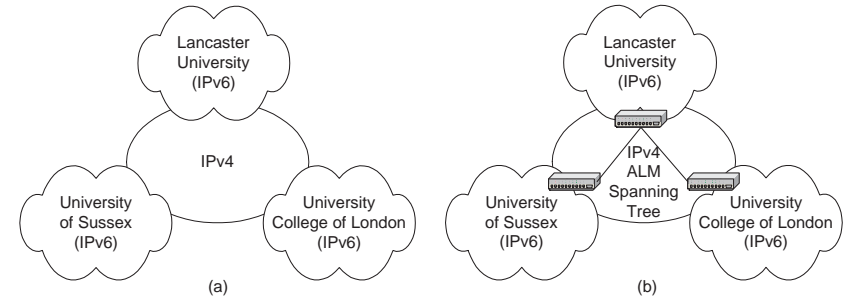 Lancaster
University
(IPv6)
IPv4
University
of Sussex
(IPv6)
University
College of London
(IPv6)
(a)
Lancaster
University
(IPv6)
IPv4
ALM
Spanning
Tree
University
of Sussex
(IPv6)
University
College of London
(IPv6)
(b)